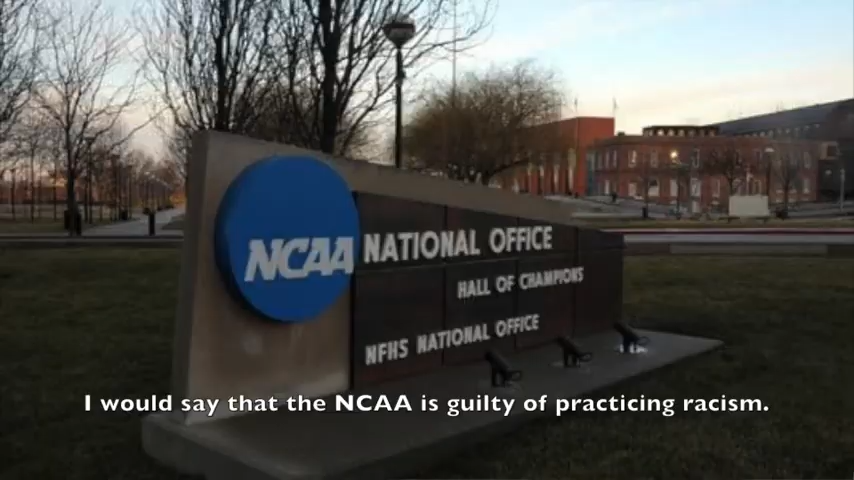 NCAA
NATIONAL OFFICE
HALL OF CHAMPIONS
NFHS NATIONAL OFFICE
I would say that the NCAA is guilty of practicing racism.